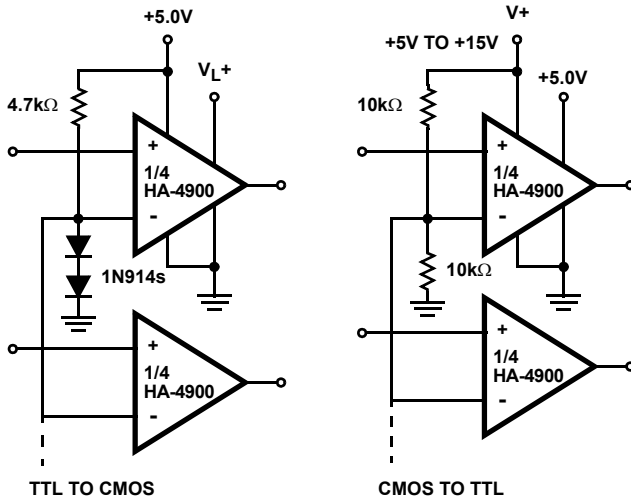 +5.0V
VL+
4.7kΩ
+
1/4
HA-4900
-
1N914s
+
1/4
HA-4900
-
TTL TO CMOS
V+
+5V TO +15V
+5.0V
10kΩ
+
1/4
HA-4900
-
10kΩ
+
1/4
HA-4900
-
CMOS TO TTL